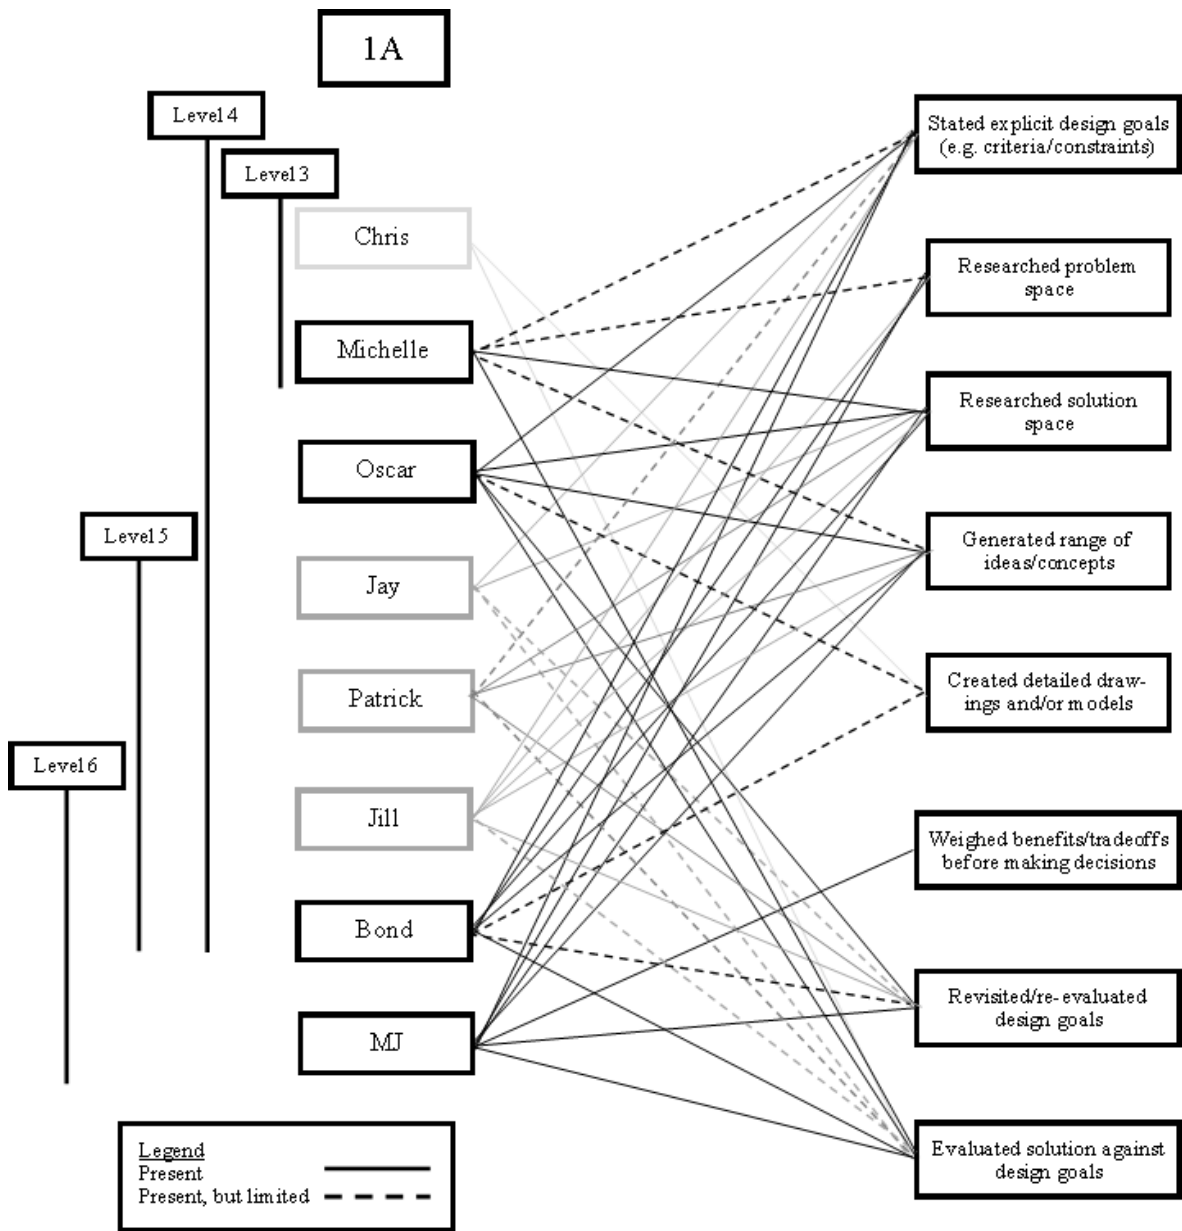 1A
Level 4
Level 3
Chris
Michelle
Oscar
Level 5
Jay
Patrick
Level 6
Jill
Bond
MJ
Stated explicit design goals
(e.g. criteria/constraints)
Researched problem
space
Researched solution
space
Generated range of
ideas/concepts
Created detailed draw-
ings and/or models
Weighed benefits/tradeoffs
before making decisions
Revisited/re-evaluated
design goals
Evaluated solution against
design goals
Legend
Present
Present, but limited